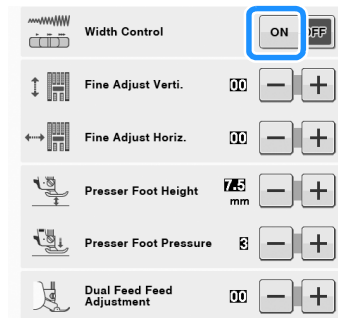 Width Control ON OFF
Fine Adjust Verti. 00 - +
Fine Adjust Horiz. 00 - +
Presser Foot Height 7.5 mm - +
Presser Foot Pressure 3 - +
Dual Feed Feed
Adjustment 00 - +